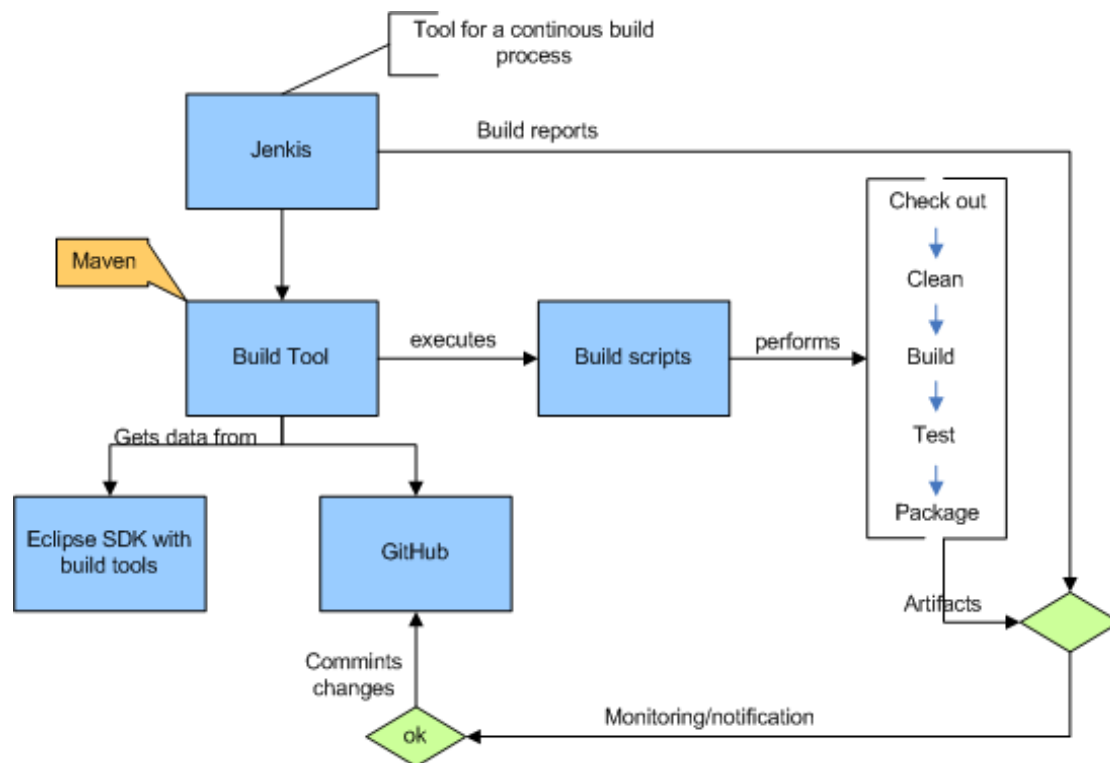 Tool for a continous build
process
Jenkis
Build reports
Check out
Maven
Clean
Build Tool
executes
Build scripts
performs
Build
Gets data from
Test
Eclipse SDK with
build tools
GitHub
Package
Artifacts
Commints
changes
ok
Monitoring/notification